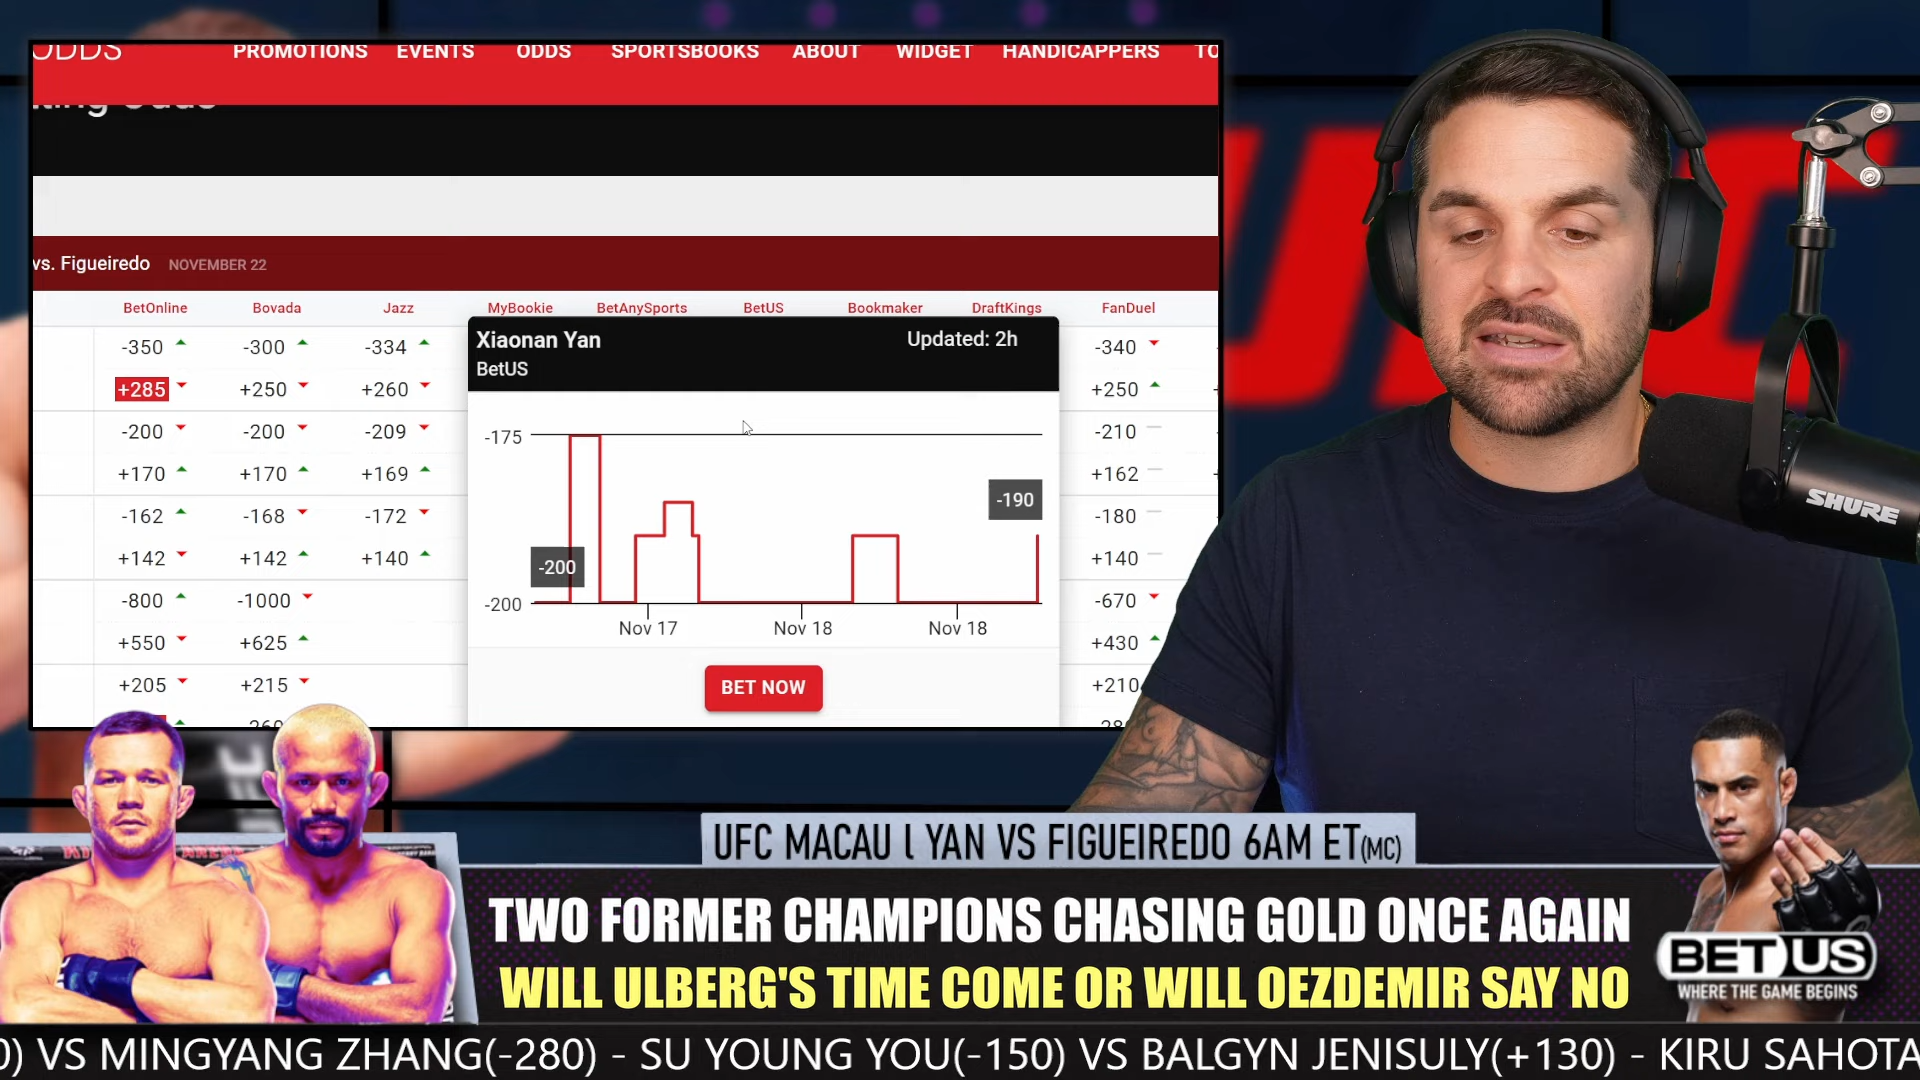 ODDS
PROMOTIONS EVENTS ODDS SPORTSBOOKS ABOUT WIDGET HANDICAPPERS TO
vs. Figueiredo NOVEMBER 22
BetOnline Bovada Jazz MyBookie BetAnySports BetUS Bookmaker DraftKings FanDuel
-350 -300 -334 -340
+285 +250 +260 +250
-200 -200 -209 -210
+170 +170 +169 +162
-162 -168 -172 -180
+142 +142 +140 +140
-800 -1000 -670
+550 +625 +430
+205 +215 +210
Xiaonan Yan Updated: 2h
BetUS
-175
-190
-200
-200
Nov 17 Nov 18 Nov 18
BET NOW
SHURE
UFC
UFC MACAU l YAN VS FIGUEIREDO 6AM ET(MC)
TWO FORMER CHAMPIONS CHASING GOLD ONCE AGAIN
WILL ULBERG'S TIME COME OR WILL OEZDEMIR SAY NO
BETUS
WHERE THE GAME BEGINS
0) VS MINGYANG ZHANG(-280) - SU YOUNG YOU(-150) VS BALGYN JENISULY(+130) - KIRU SAHOTA